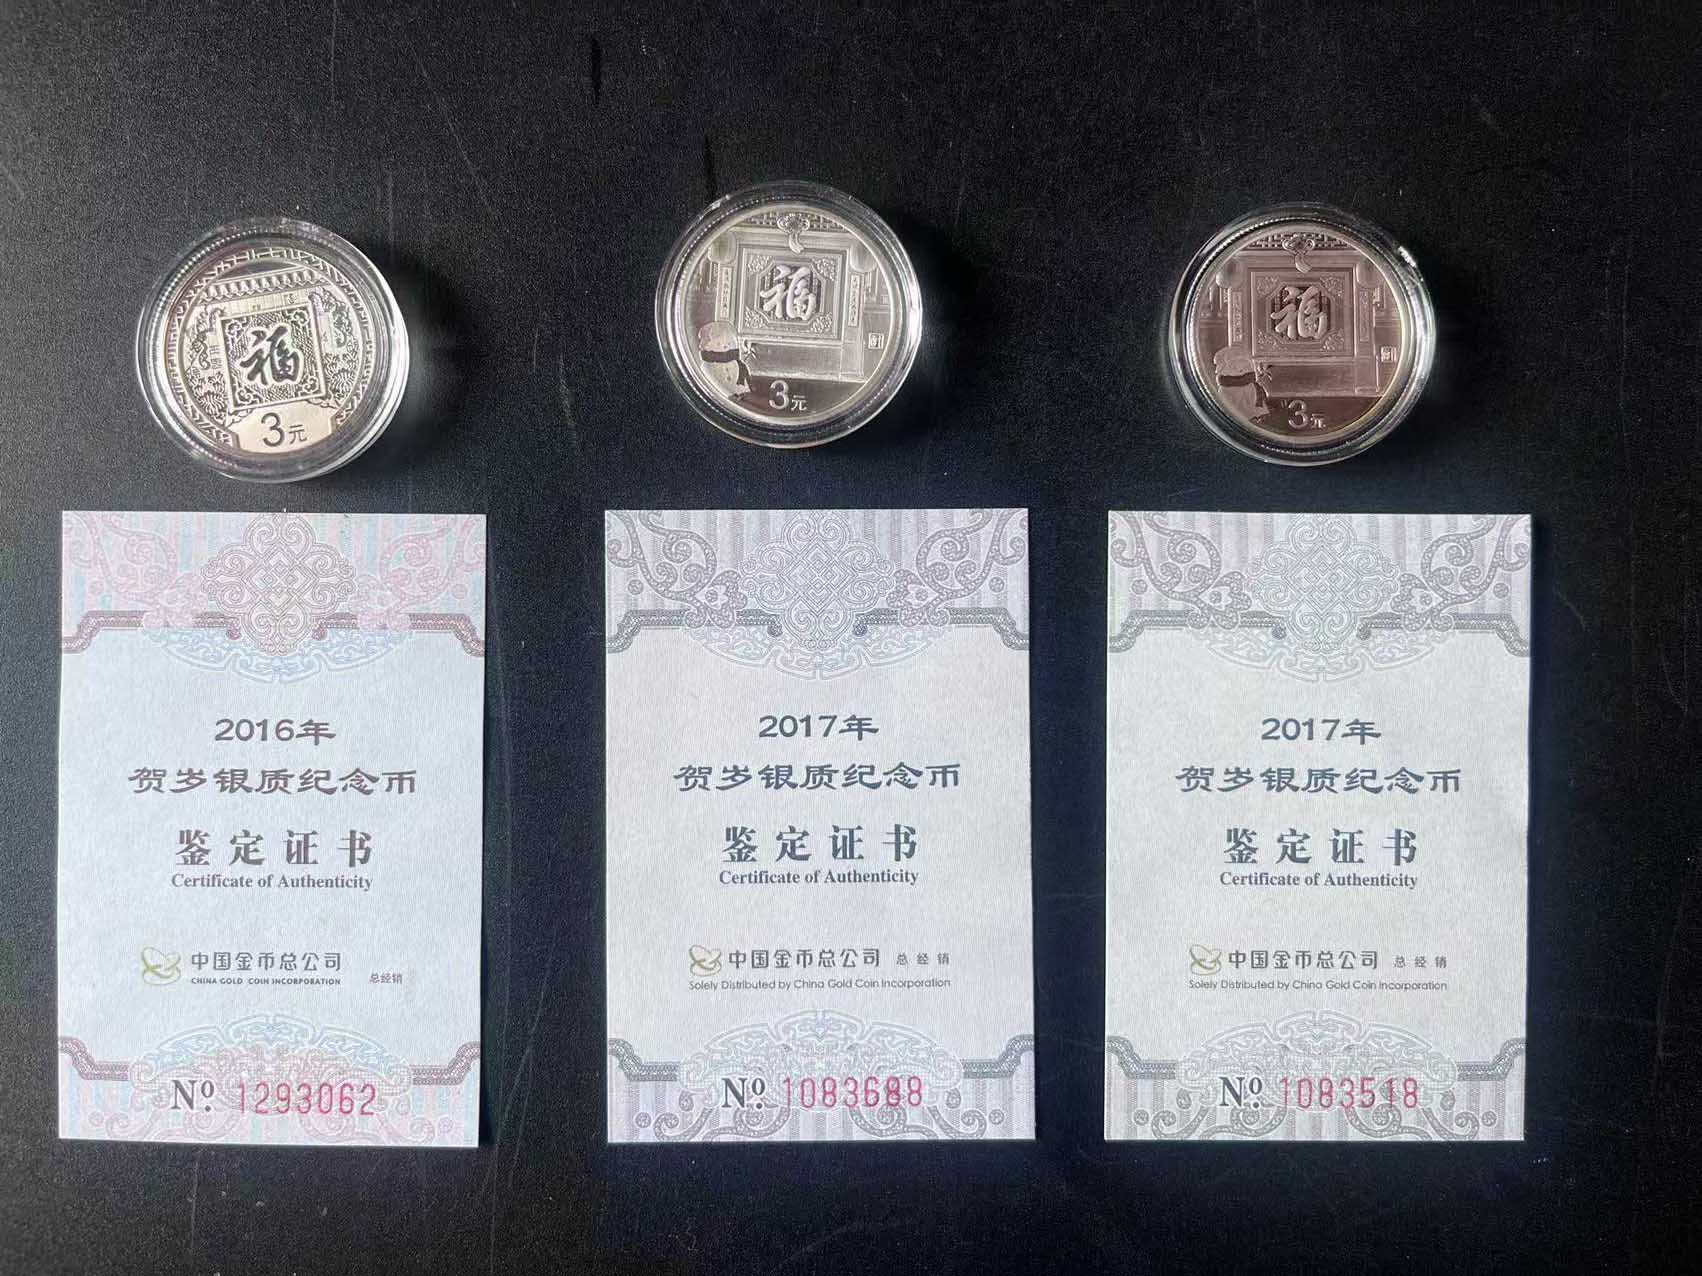 福
3元
福
3元
福
3元
2016年
贺岁银质纪念币
鉴定证书
Certificate of Authenticity
中国金币总公司
CHINA GOLD COIN INCORPORATION
总经销
Nº. 1293062
2017年
贺岁银质纪念币
鉴定证书
Certificate of Authenticity
中国金币总公司 总经销
Solely Distributed by China Gold Coin Incorporation
Nº. 1083688
2017年
贺岁银质纪念币
鉴定证书
Certificate of Authenticity
中国金币总公司 总经销
Solely Distributed by China Gold Coin Incorporation
Nº. 1083518